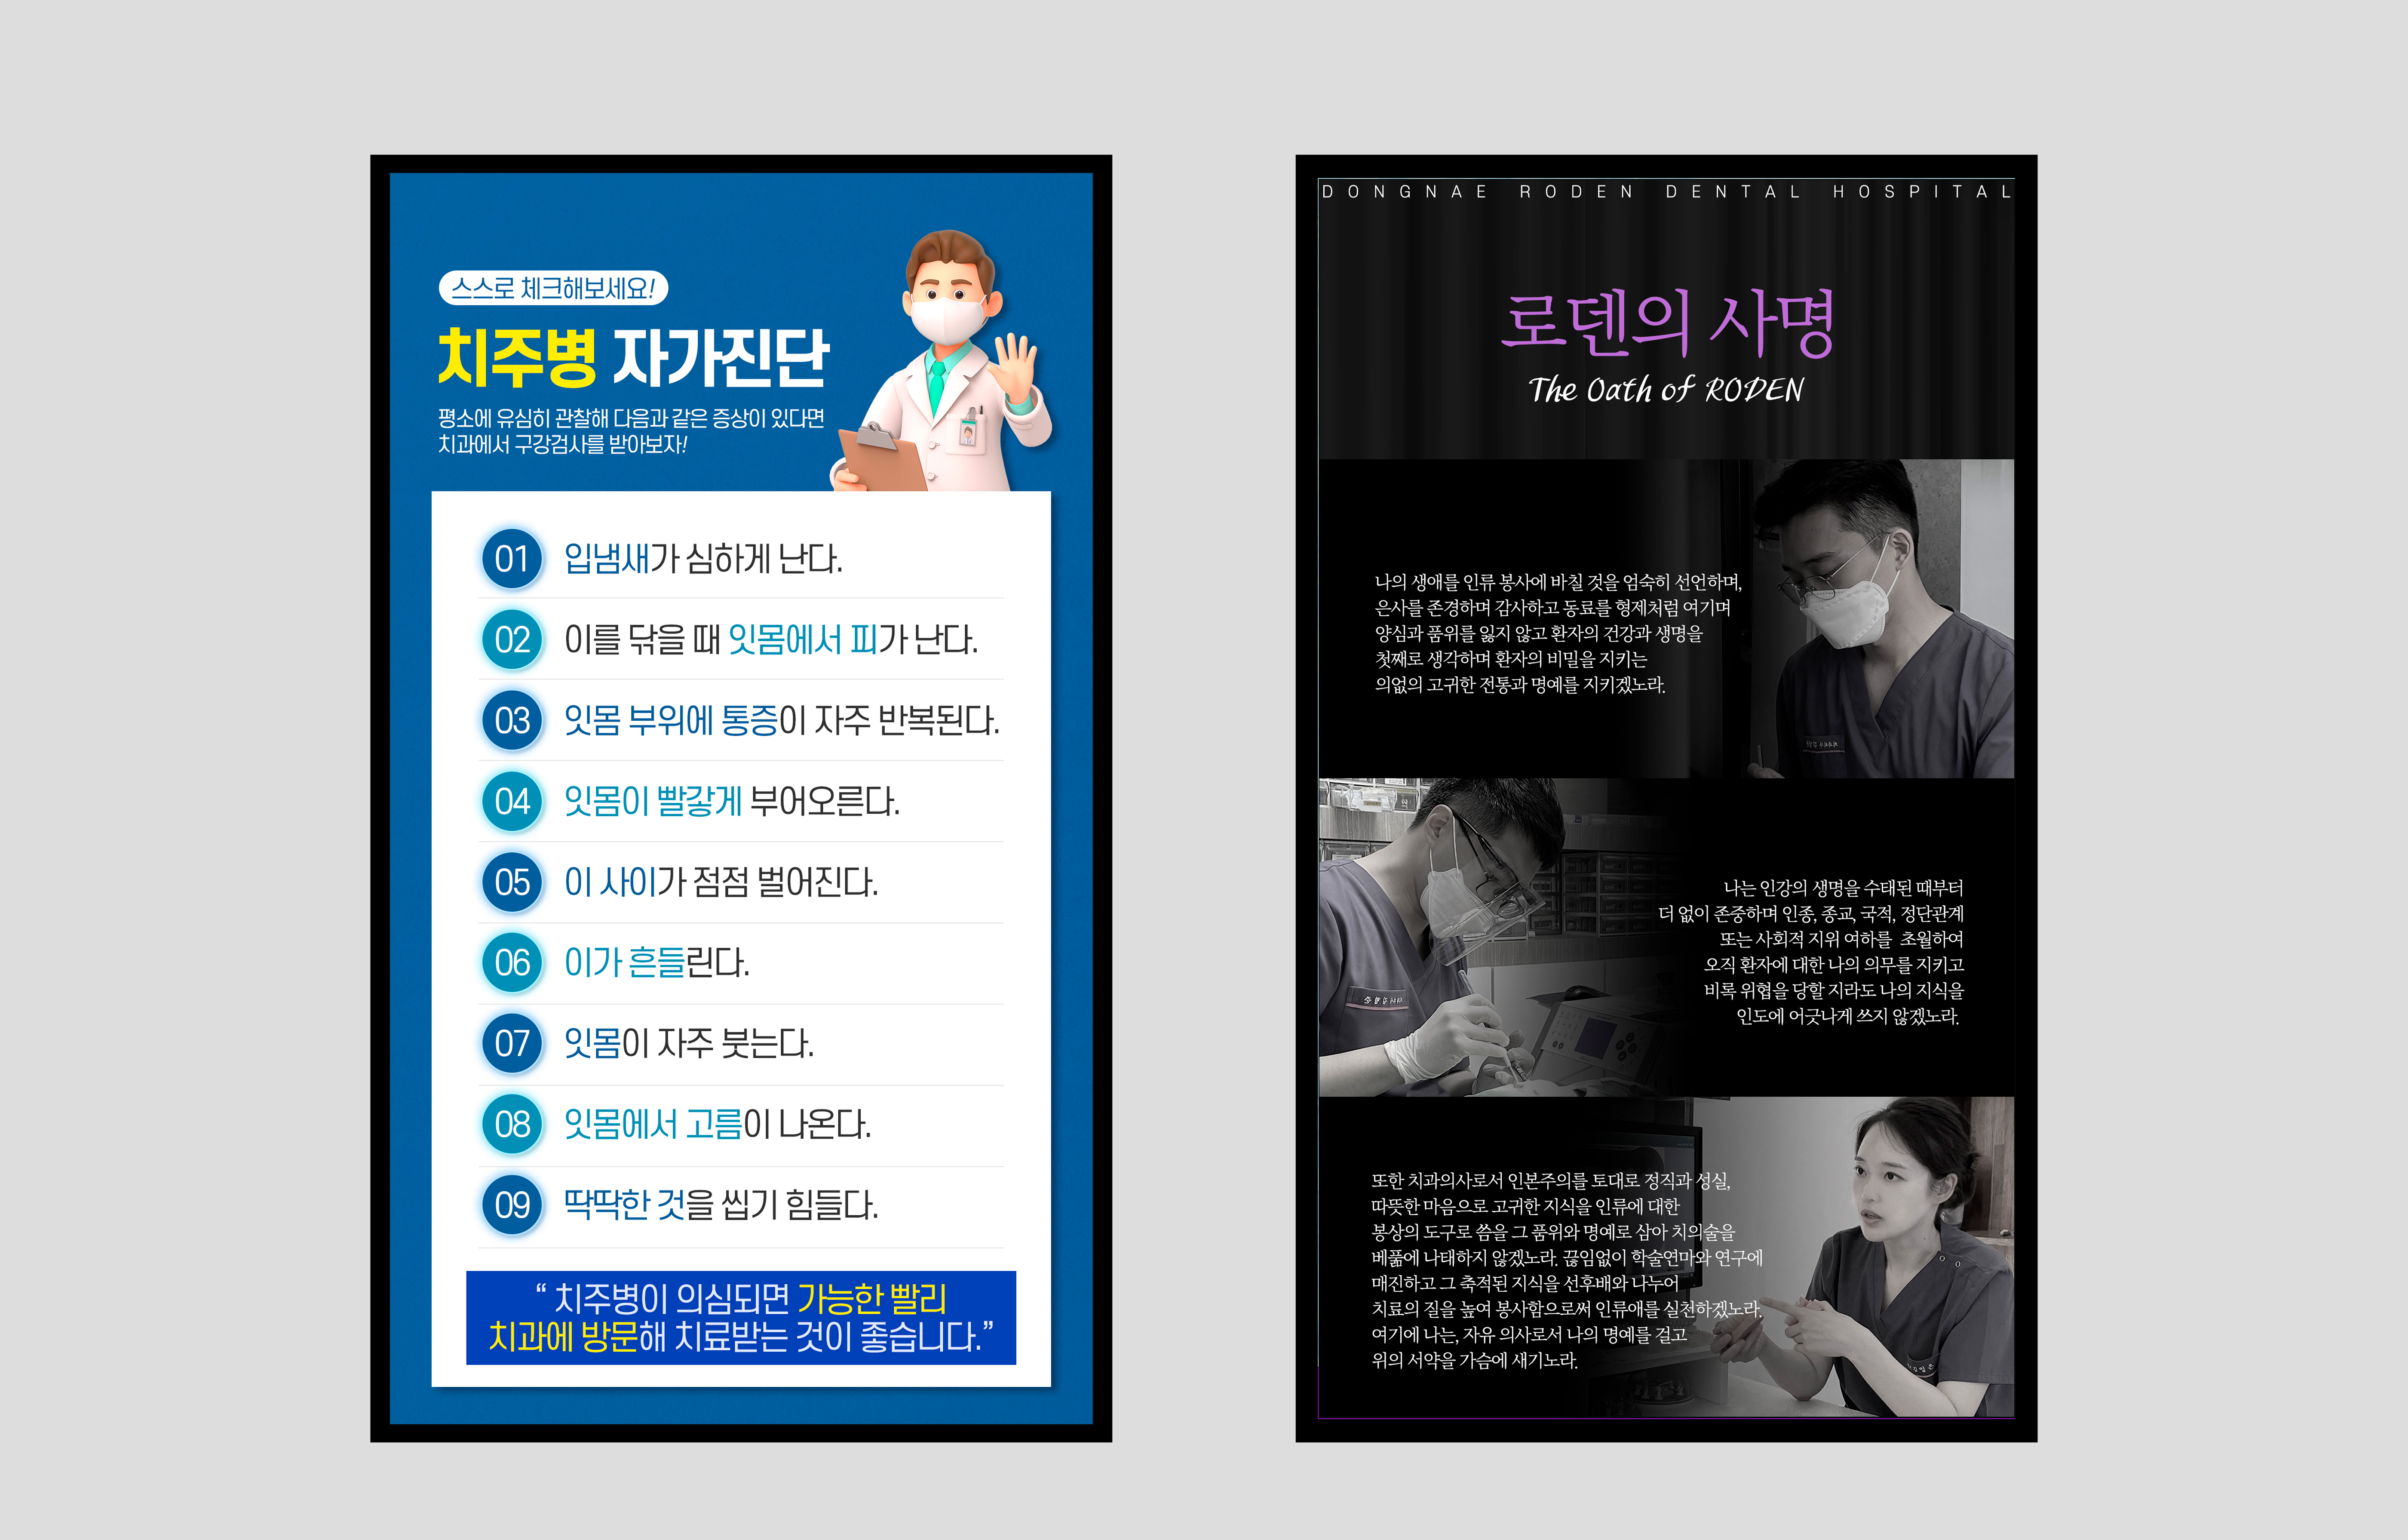 스스로 체크해보세요!
치주병 자가진단
평소에 유심히 관찰해 다음과 같은 증상이 있다면
치과에서 구강검사를 받아보자!
01 입냄새가 심하게 난다.
02 이를 닦을 때 잇몸에서 피가 난다.
03 잇몸 부위에 통증이 자주 반복된다.
04 잇몸이 빨갛게 부어오른다.
05 이 사이가 점점 벌어진다.
06 이가 흔들린다.
07 잇몸이 자주 붓는다.
08 잇몸에서 고름이 나온다.
09 딱딱한 것을 씹기 힘들다.
“ 치주병이 의심되면 가능한 빨리
치과에 방문해 치료받는 것이 좋습니다.”
DONGNAE RODEN DENTAL HOSPITAL
로덴의 사명
The Oath of RODEN
나의 생애를 인류 봉사에 바칠 것을 엄숙히 선언하며,
은사를 존경하며 감사하고 동료를 형제처럼 여기며
양심과 품위를 잃지 않고 환자의 건강과 생명을
첫째로 생각하며 환자의 비밀을 지키는
의없의 고귀한 전통과 명예를 지키겠노라.
나는 인강의 생명을 수태된 때부터
더 없이 존중하며 인종, 종교, 국적, 정단관계
또는 사회적 지위 여하를 초월하여
오직 환자에 대한 나의 의무를 지키고
비록 위협을 당할 지라도 나의 지식을
인도에 어긋나게 쓰지 않겠노라.
또한 치과의사로서 인본주의를 토대로 정직과 성실,
따뜻한 마음으로 고귀한 지식을 인류에 대한
봉상의 도구로 씀을 그 품위와 명예로 삼아 치의술을
베풂에 나태하지 않겠노라. 끊임없이 학술연마와 연구에
매진하고 그 축적된 지식을 선후배와 나누어
치료의 질을 높여 봉사함으로써 인류애를 실천하겠노라.
여기에 나는, 자유 의사로서 나의 명예를 걸고
위의 서약을 가슴에 새기노라.